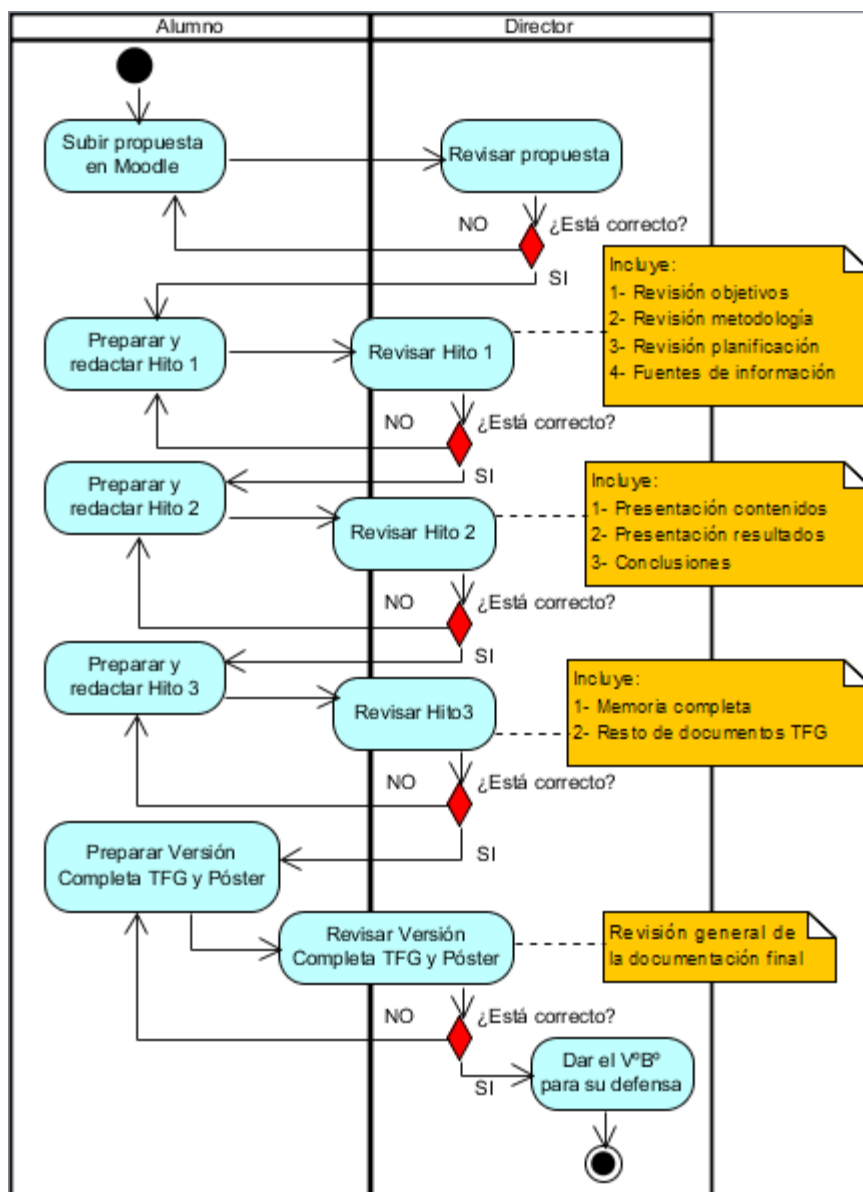 Alumno
Director
Subir propuesta
en Moodle
Revisar propuesta
NO
¿Está correcto?
SI
Incluye:
1- Revisión objetivos
2- Revisión metodología
3- Revisión planificación
4- Fuentes de información
Preparar y
redactar Hito 1
Revisar Hito 1
NO
¿Está correcto?
SI
Preparar y
redactar Hito 2
Revisar Hito 2
Incluye:
1- Presentación contenidos
2- Presentación resultados
3- Conclusiones
NO
¿Está correcto?
SI
Preparar y
redactar Hito 3
Revisar Hito3
Incluye:
1- Memoria completa
2- Resto de documentos TFG
NO
¿Está correcto?
SI
Preparar Versión
Completa TFG y Póster
Revisar Versión
Completa TFG y Póster
Revisión general de
la documentación final
NO
¿Está correcto?
SI
Dar el VºBº
para su defensa